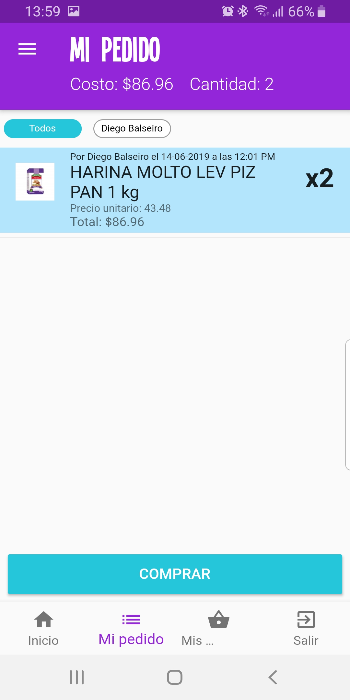 13:59 66%
MI PEDIDO
Costo: $86.96 Cantidad: 2
Todos Diego Balseiro
Por Diego Balseiro el 14 06 2019 a las 12:01 PM
HARINA MOLTO LEV PIZ
PAN 1 kg
x2
Precio unitario: 43.48
Total: $86.96
COMPRAR
Inicio Mi pedido Mis ... Salir